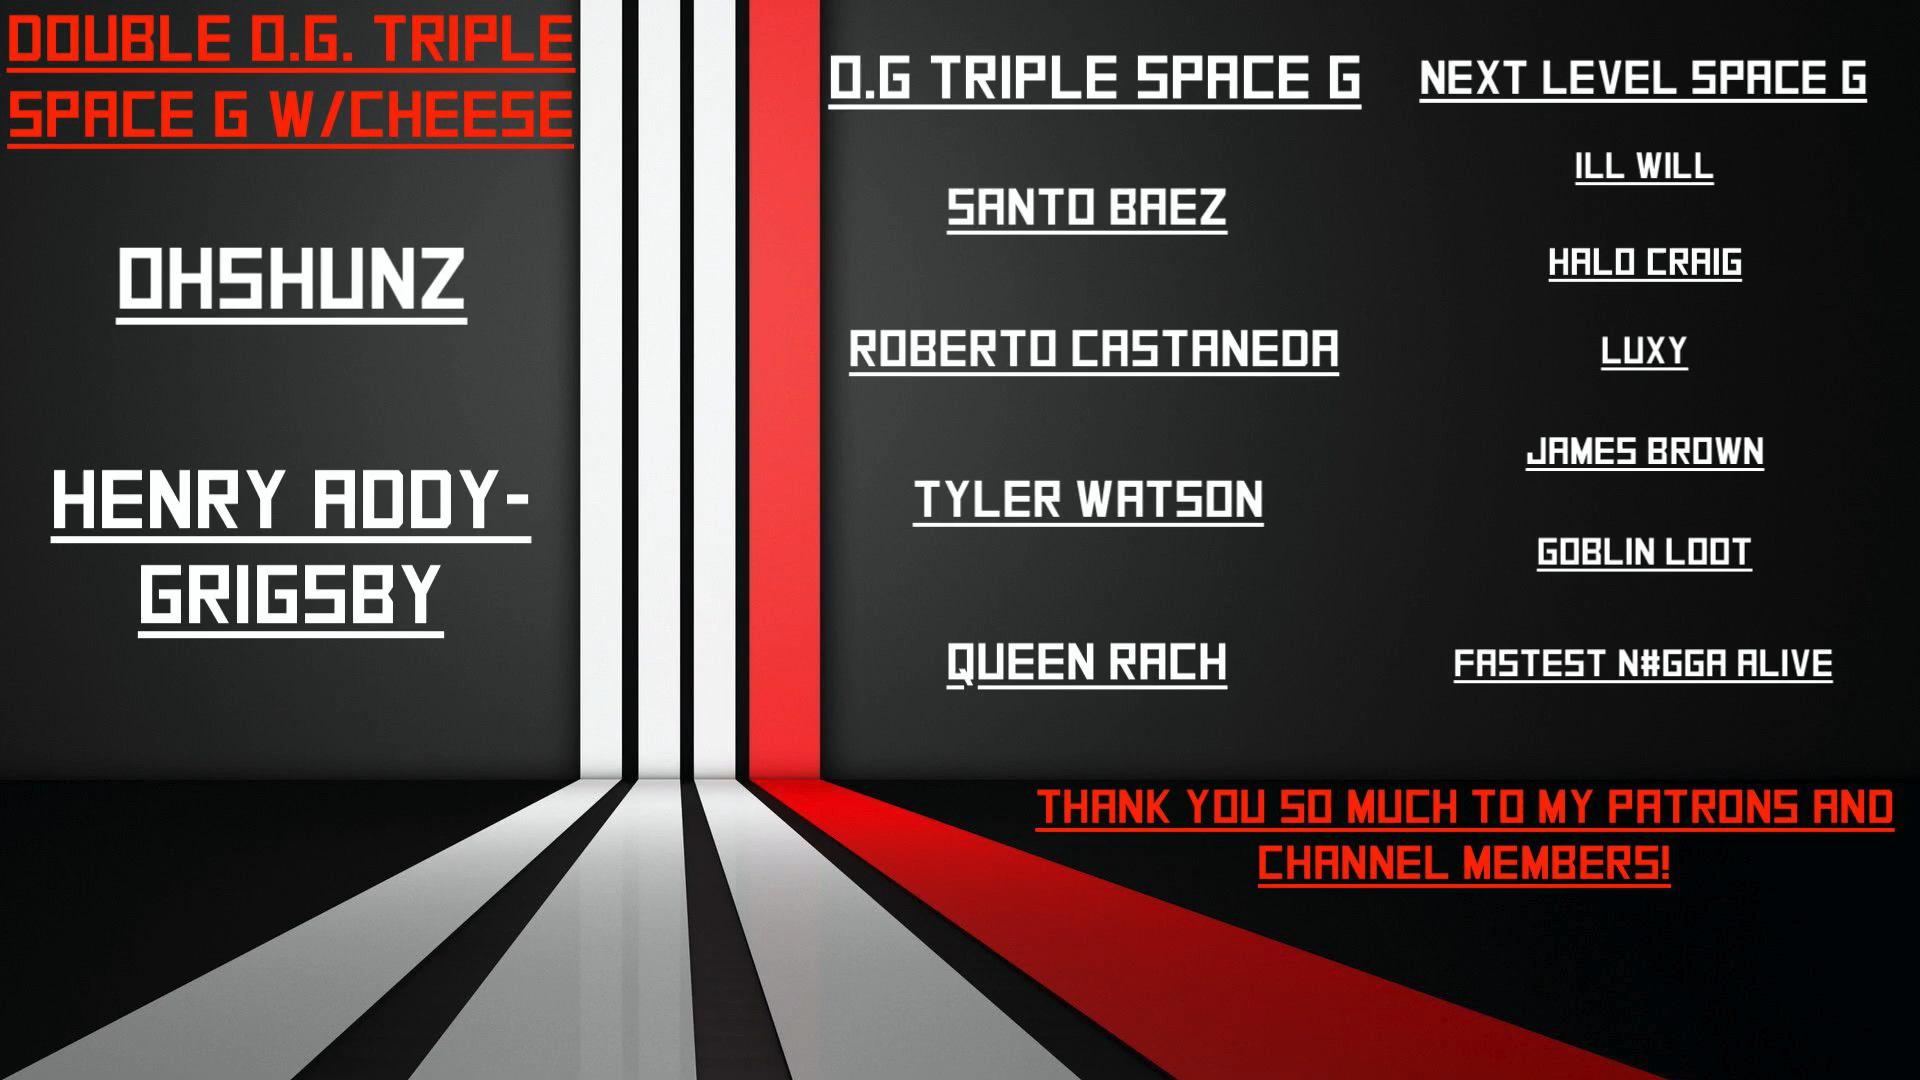 DOUBLE O.G. TRIPLE
SPACE G W/CHEESE
OHSHUNZ
HENRY ADDY-
GRIGSBY
O.G TRIPLE SPACE G
SANTO BAEZ
ROBERTO CASTANEDA
TYLER WATSON
QUEEN RACH
NEXT LEVEL SPACE G
ILL WILL
HALO CRAIG
LUXY
JAMES BROWN
GOBLIN LOOT
FASTEST N#GGA ALIVE
THANK YOU SO MUCH TO MY PATRONS AND
CHANNEL MEMBERS!